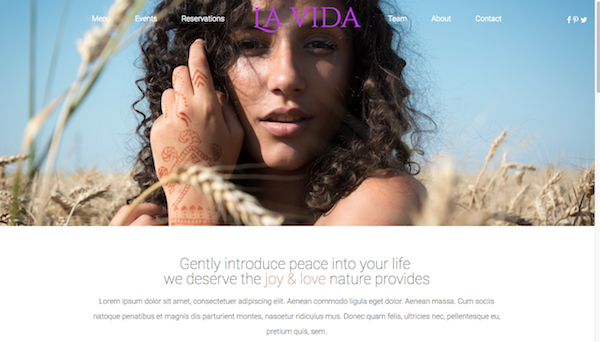 Menu Events Reservations LA VIDA Team About Contact
Gently introduce peace into your life
we deserve the joy & love nature provides
Lorem ipsum dolor sit amet, consectetuer adipiscing elit. Aenean commodo ligula eget dolor. Aenean massa. Cum sociis
natoque penatibus et magnis dis parturient montes, nascetur ridiculus mus. Donec quam felis, ultricies nec, pellentesque eu,
pretium quis, sem.